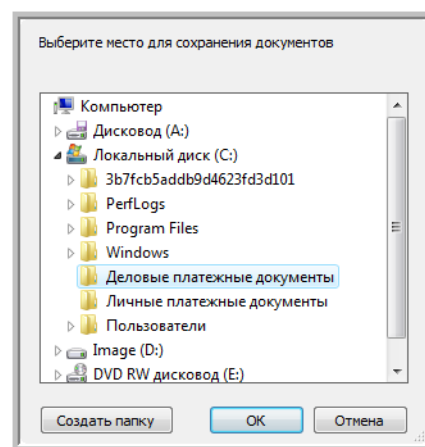 Выберите место для сохранения документов
Компьютер
Дисковод (A:)
Локальный диск (C:)
3b7fcb5addb9d4623fd3d101
PerfLogs
Program Files
Windows
Деловые платежные документы
Личные платежные документы
Пользователи
Image (D:)
DVD RW дисковод (E:)
Создать папку
ОК
Отмена